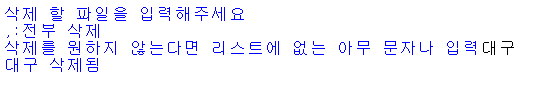 삭제 할 파일을 입력해주세요
,:전부 삭제
삭제를 원하지 않는다면 리스트에 없는 아무 문자나 입력대구
대구 삭제됨